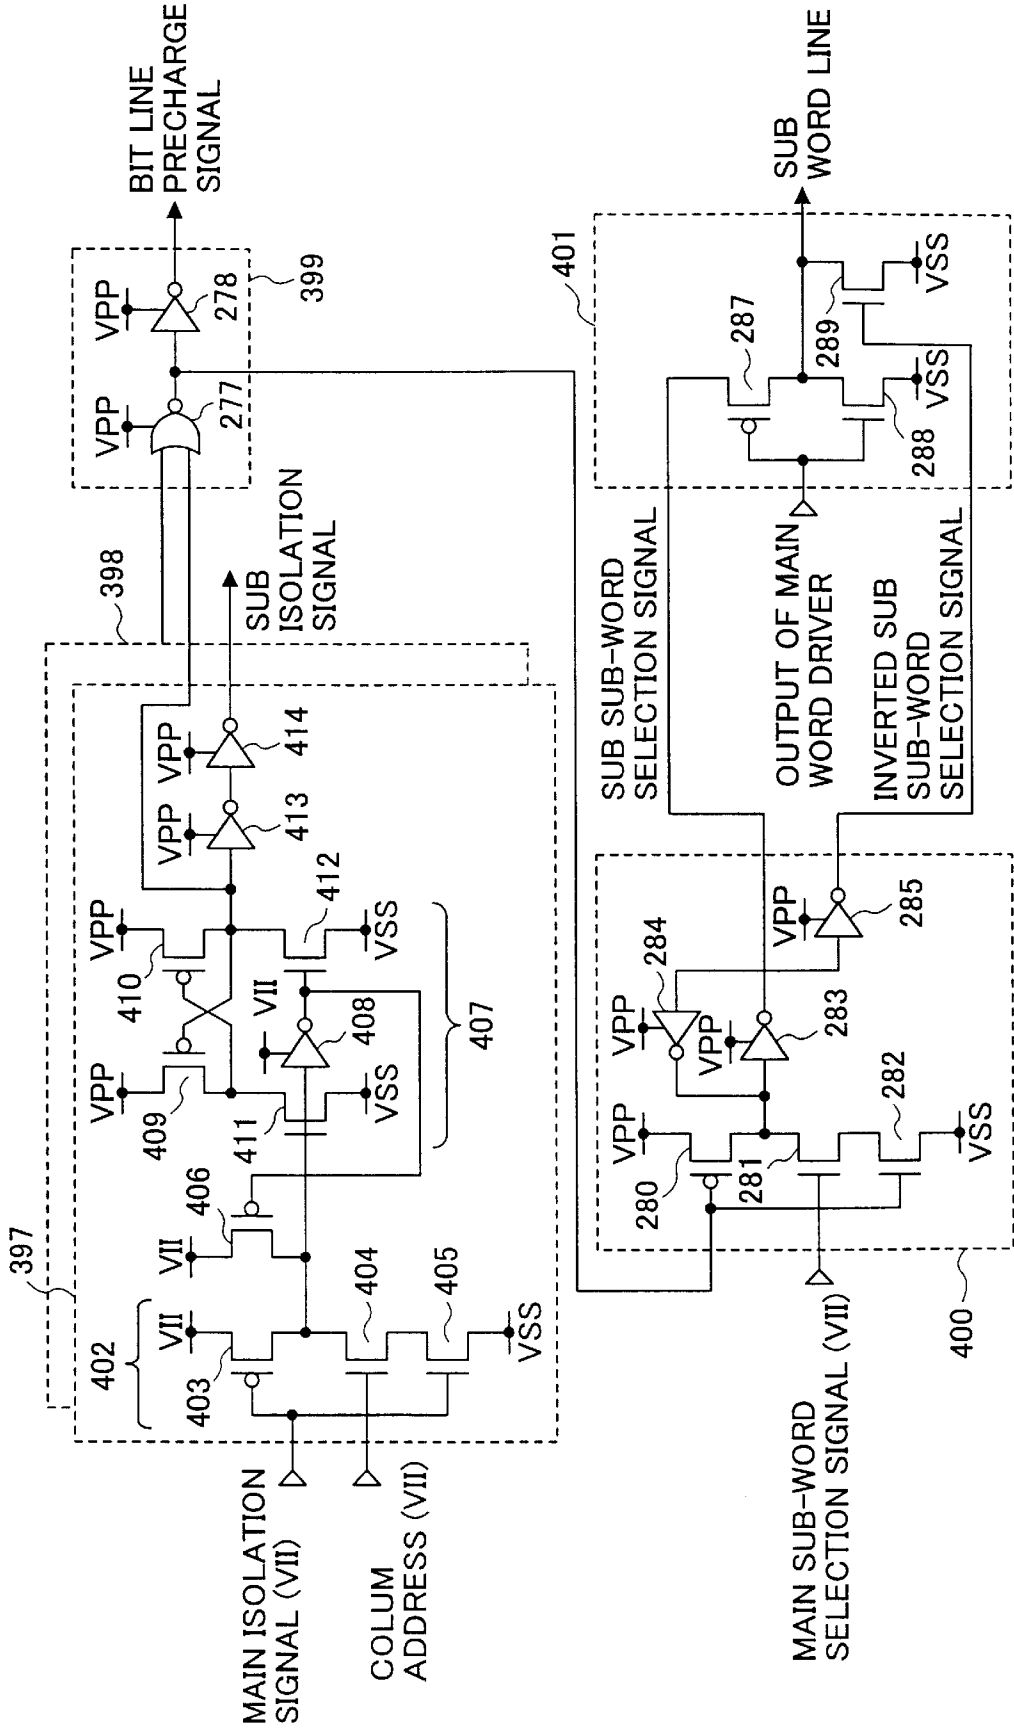 397
398
402
VII
403
404
405
VSS
VII
406
MAIN ISOLATION
SIGNAL (VII)
COLUM
ADDRESS (VII)
VPP
409
VPP
410
411
VSS
VII
408
412
VSS
407
VPP
413
VPP
414
SUB
ISOLATION
SIGNAL
VPP
277
VPP
278
399
BIT LINE
PRECHARGE
SIGNAL
MAIN SUB-WORD
SELECTION SIGNAL (VII)
400
VPP
280
281
282
VSS
VPP
284
VPP
283
VPP
285
SUB SUB-WORD
SELECTION SIGNAL
OUTPUT OF MAIN
WORD DRIVER
INVERTED SUB
SUB-WORD
SELECTION SIGNAL
401
287
288
VSS
289
VSS
SUB
WORD LINE